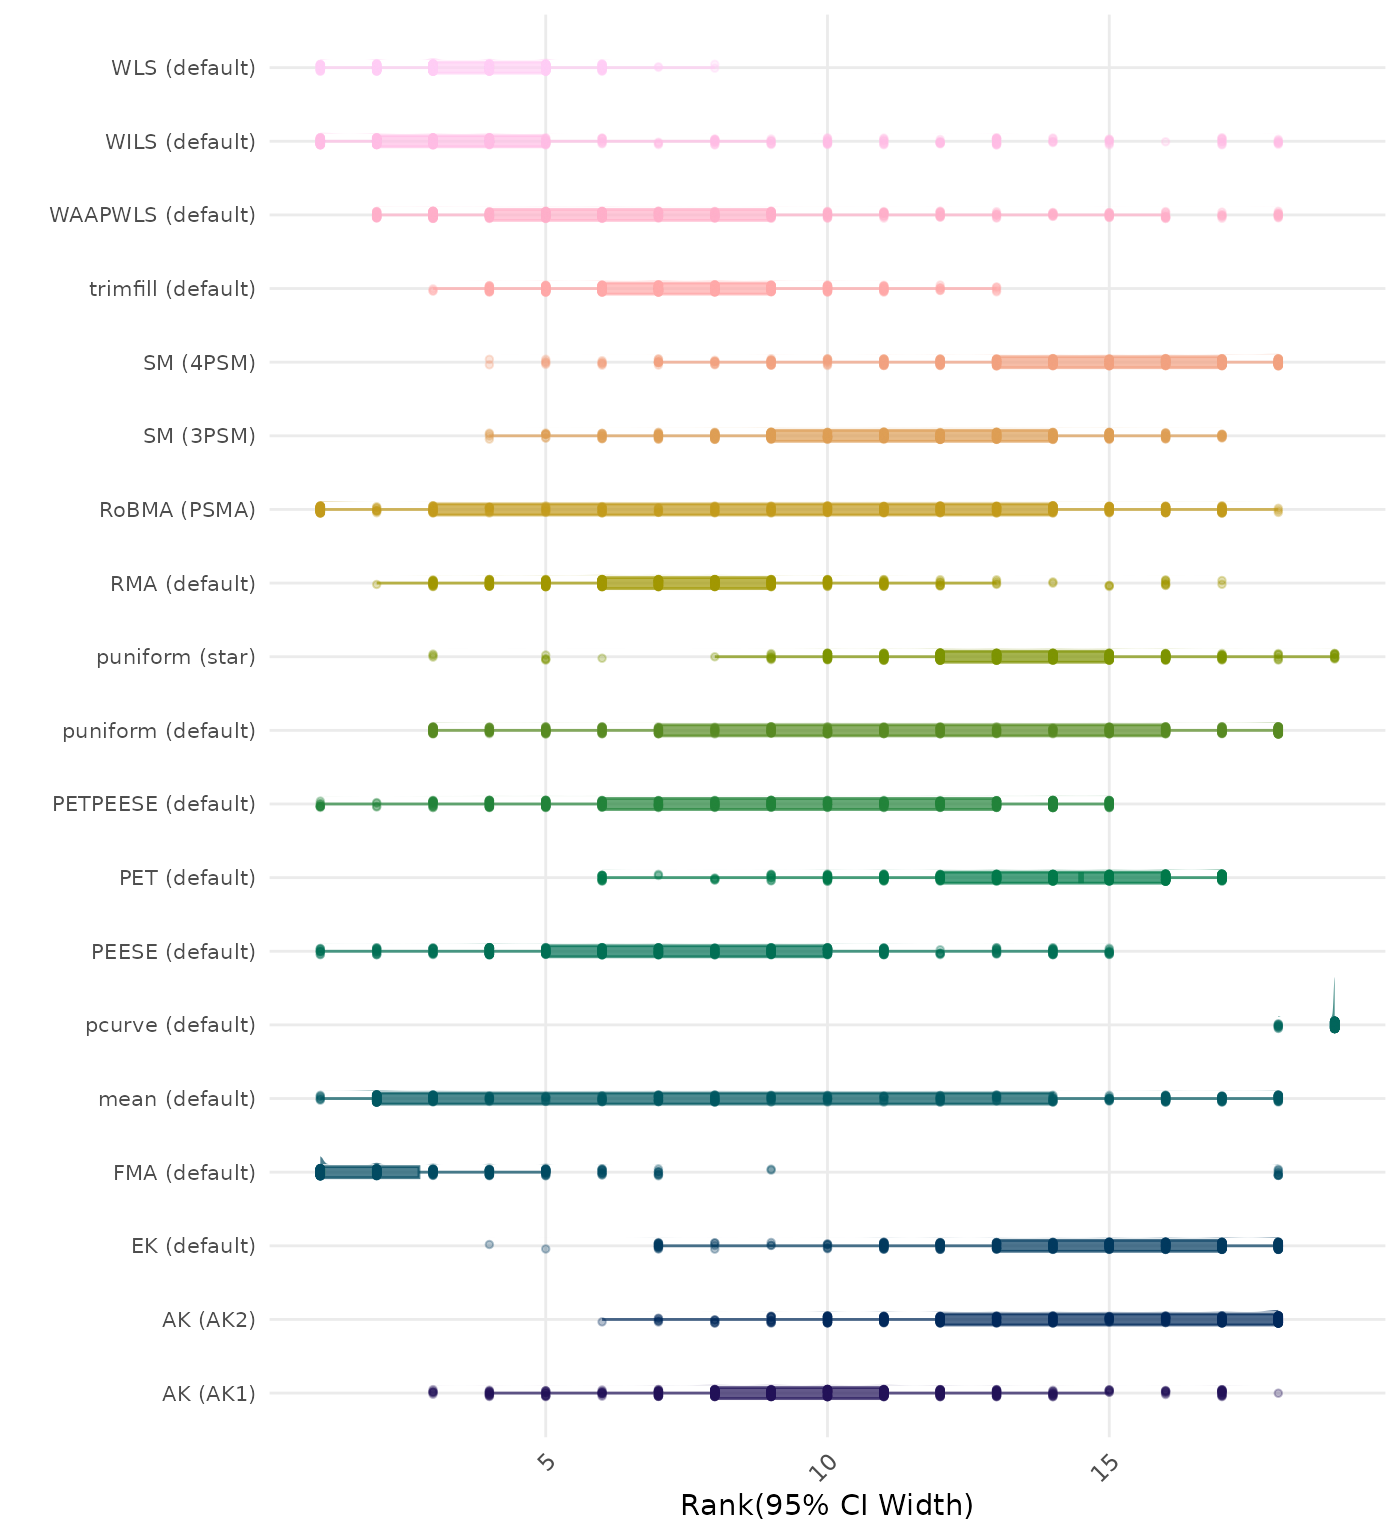 WLS (default)
WILS (default)
WAAPWLS (default)
trimfill (default)
SM (4PSM)
SM (3PSM)
RoBMA (PSMA)
RMA (default)
puniform (star)
puniform (default)
PETPEESE (default)
PET (default)
PEESE (default)
pcurve (default)
mean (default)
FMA (default)
EK (default)
AK (AK2)
AK (AK1)
5
10
15
Rank(95% CI Width)